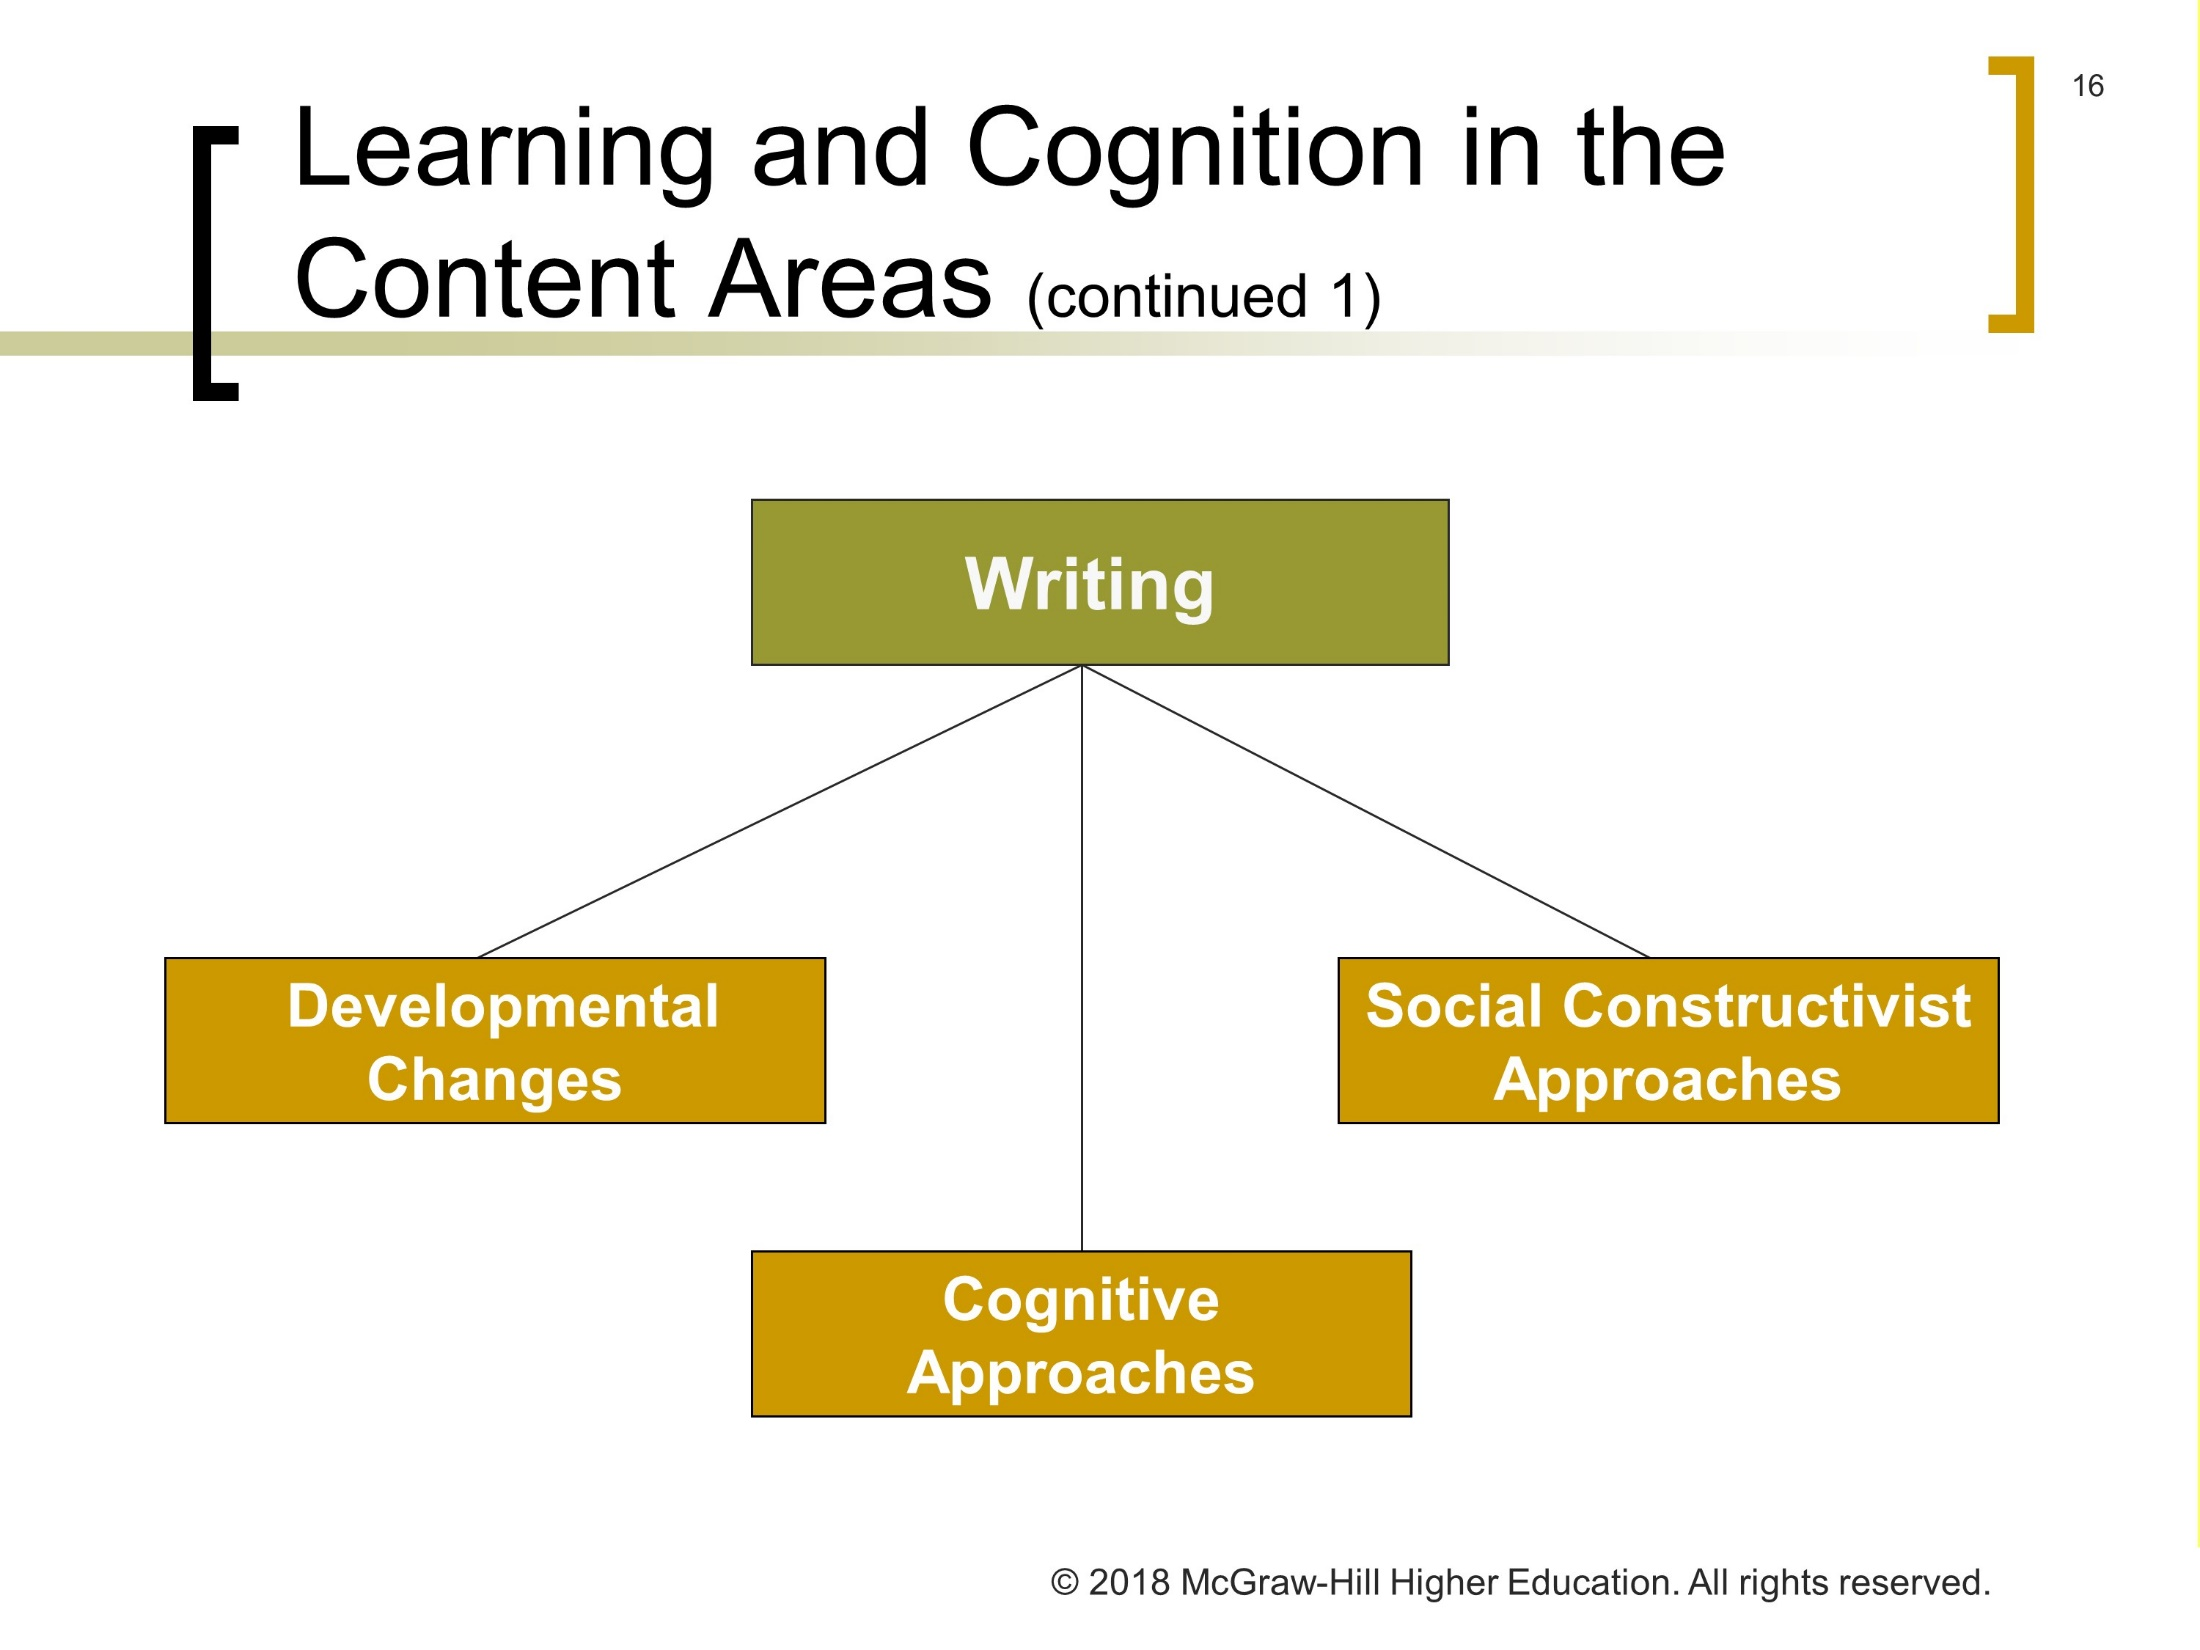 16
Learning and Cognition in the
Content Areas (continued 1)
Writing
Developmental
Changes
Social Constructivist
Approaches
Cognitive
Approaches
© 2018 McGraw-Hill Higher Education. All rights reserved.